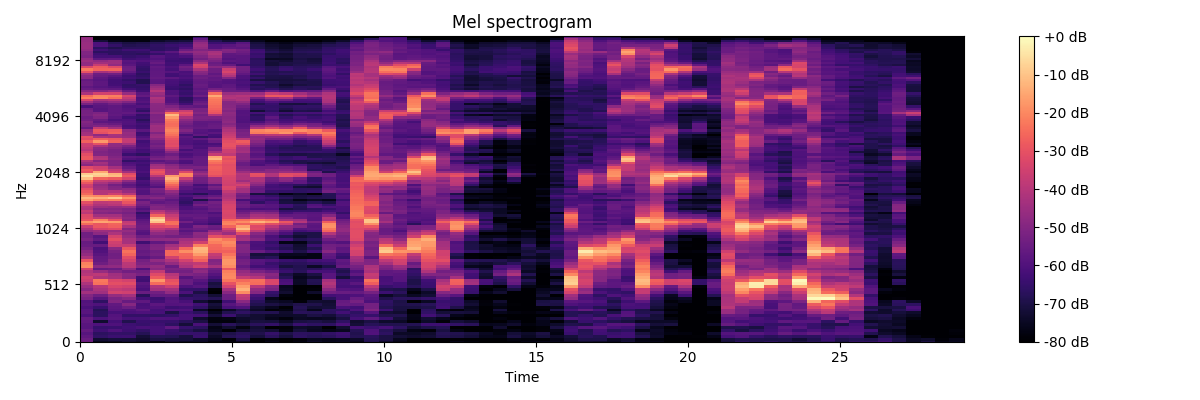 Mel spectrogram
Hz
8192
4096
2048
1024
512
0
0 5 10 15 20 25
Time
+0 dB
-10 dB
-20 dB
-30 dB
-40 dB
-50 dB
-60 dB
-70 dB
-80 dB